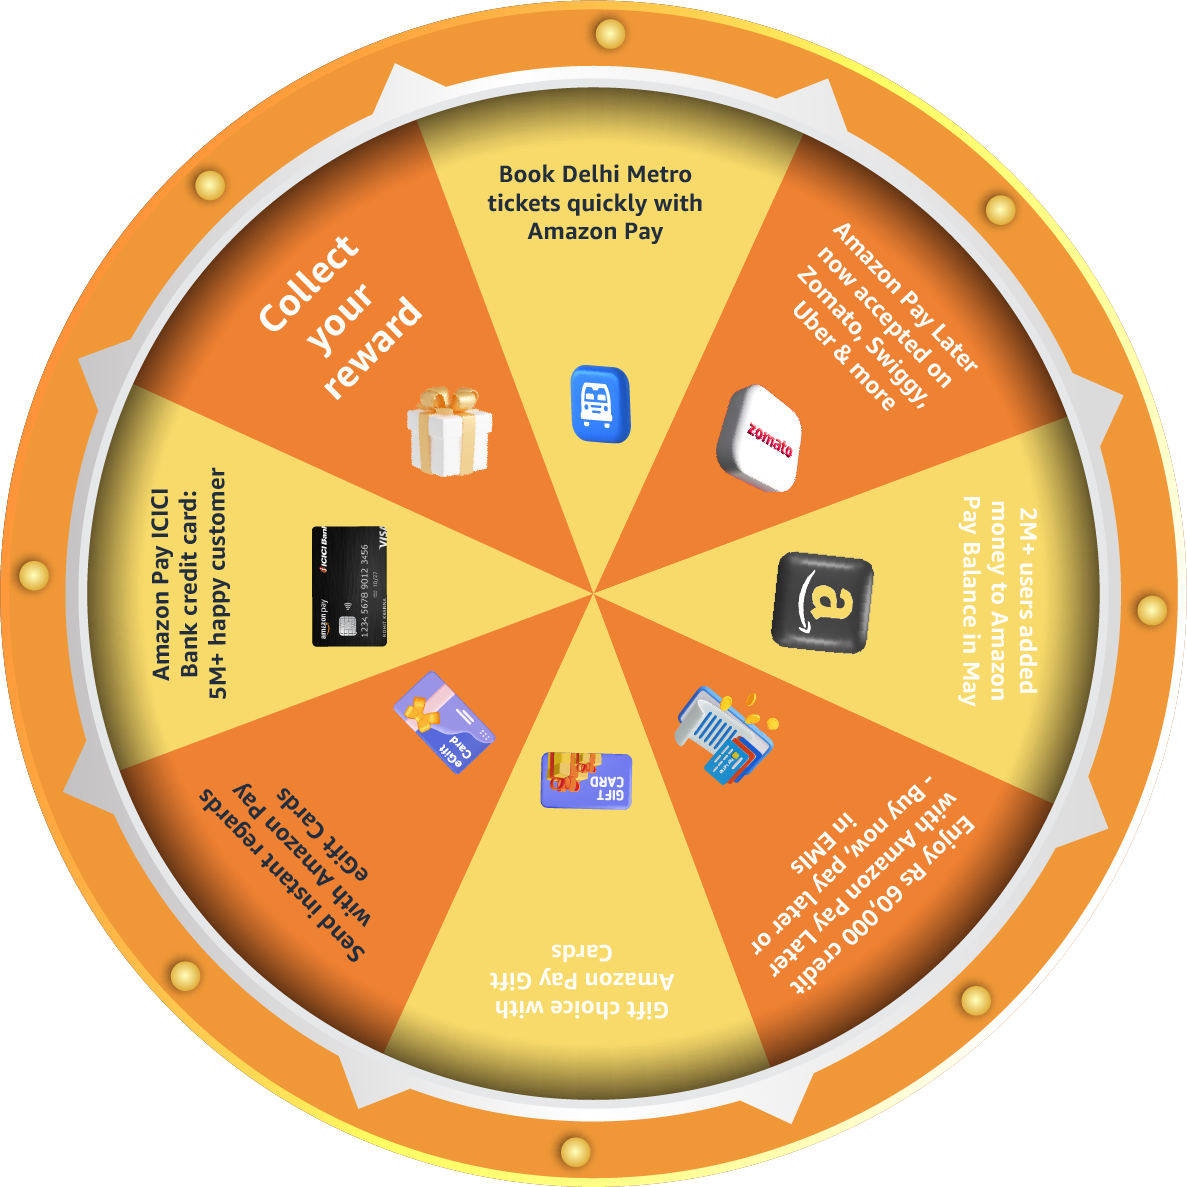 Book Delhi Metro
tickets quickly with
Amazon Pay
Amazon Pay Later
now accepted on
Zomato, Swiggy,
Uber & more
zomato
2M+ users added
money to Amazon
Pay Balance in May
a
Enjoy Rs 60,000 credit
with Amazon Pay Later
- Buy now, pay later or
in EMIs
Gift choice with
Amazon Pay Gift
Cards
GIFT
CARD
Send instant regards
with Amazon Pay
eGift Cards
eGift
Card
Amazon Pay ICICI
Bank credit card:
5M+ happy customer
amazon pay
ICICI Bank
1234 5678 9012 3456
VISA
Collect
your
reward